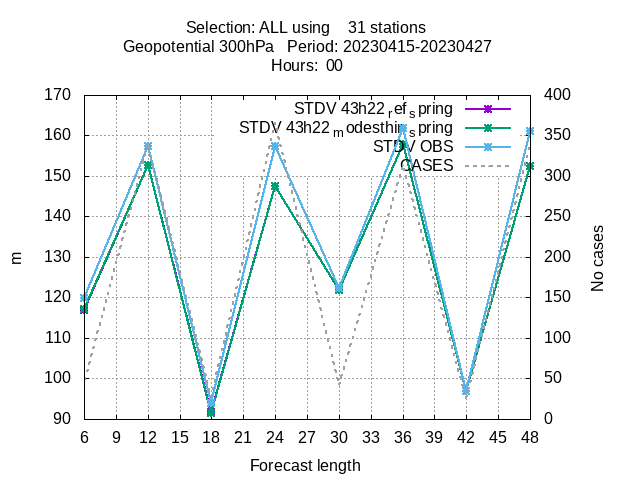 Selection: ALL using    31 stations
Geopotential 300hPa   Period: 20230415-20230427
Hours:  00
170 400
STDV 43h22 ref spring
160 350
STDV 43h22 modesthin spring
STDV OBS
CASES
150 300
140 250
130 200
m
No cases
120 150
110 100
100 50
90 0
6 9 12 15 18 21 24 27 30 33 36 39 42 45 48
Forecast length